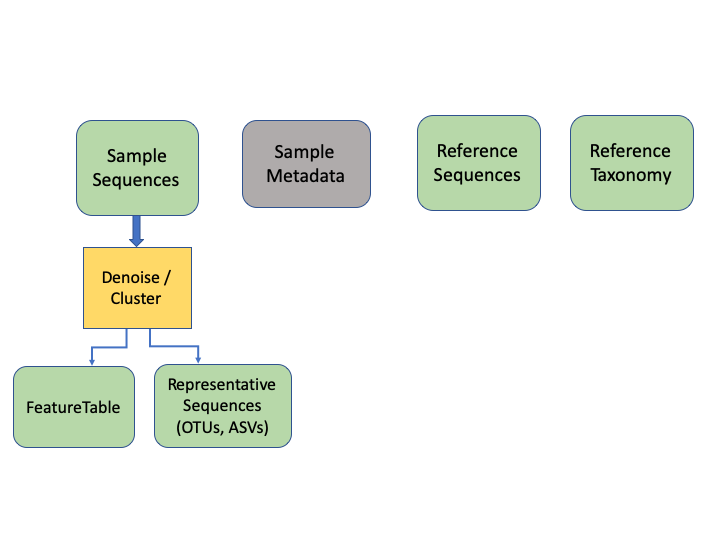 Sample
Sequences
Sample
Metadata
Reference
Sequences
Reference
Taxonomy
Denoise /
Cluster
FeatureTable
Representative
Sequences
(OTUs, ASVs)